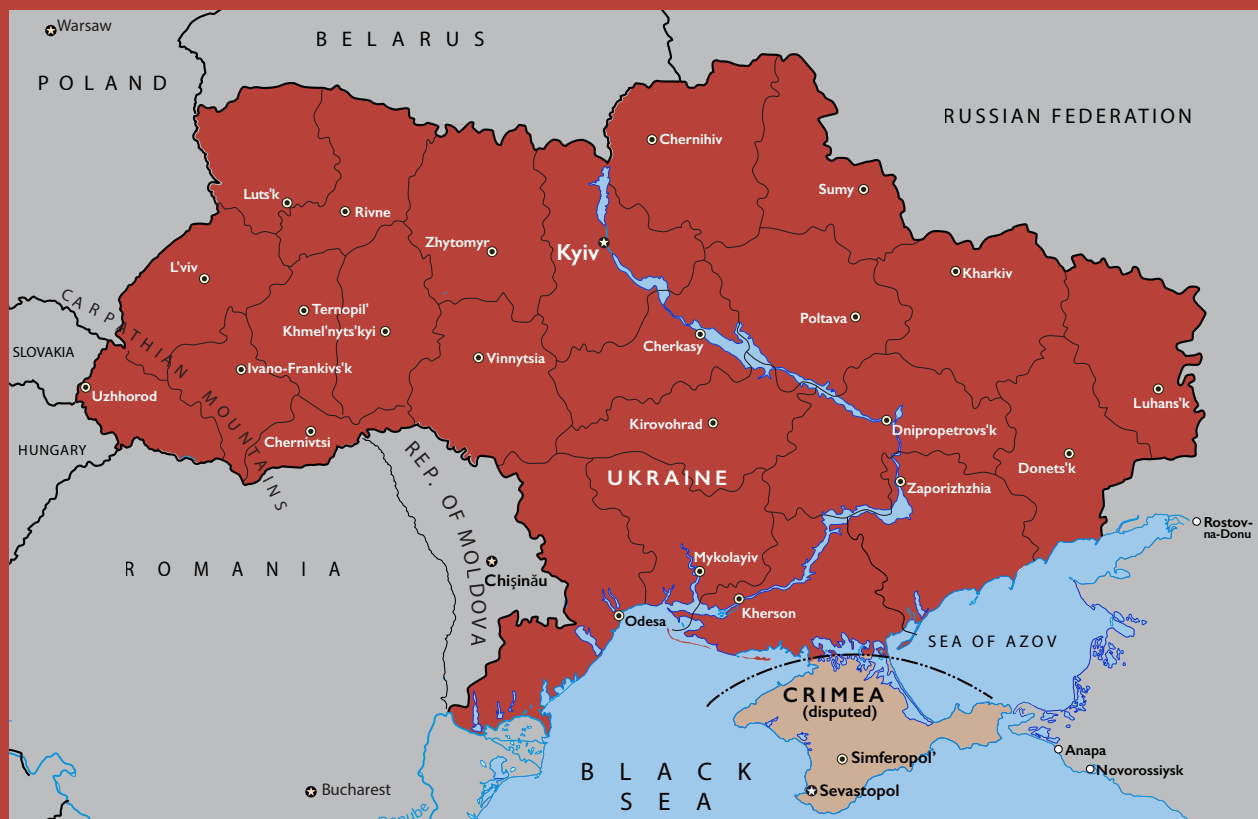 Warsaw
BELARUS
POLAND
RUSSIAN FEDERATION
Chernihiv
Sumy
Luts'k
Rivne
Kyiv
Zhytomyr
L'viv
Kharkiv
CARPATHIAN MOUNTAINS
Ternopil'
Khmel'nyts'kyi
Poltava
Cherkasy
SLOVAKIA
Vinnytsia
Ivano-Frankivs'k
Uzhhorod
Luhans'k
Kirovohrad
Dnipropetrovs'k
Chernivtsi
HUNGARY
Donets'k
UKRAINE
Zaporizhzhia
REP. OF MOLDOVA
Rostov-
na-Donu
Mykolayiv
ROMANIA
Chişinău
Kherson
Odesa
SEA OF AZOV
CRIMEA
(disputed)
Anapa
Simferopol'
BLACK
SEA
Novorossiysk
Bucharest
Sevastopol
Danube